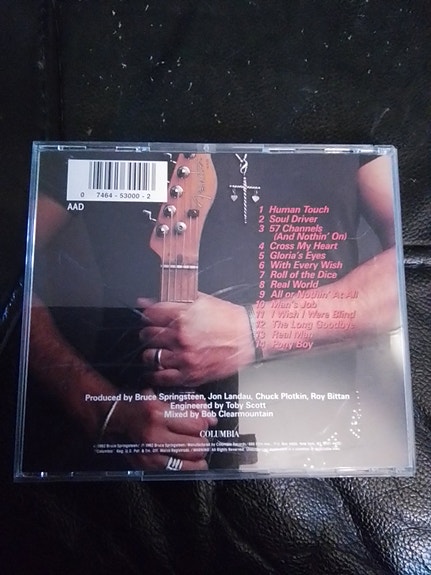 0 7464-53000-2
AAD
Fender
1 Human Touch
2 Soul Driver
3 57 Channels
(And Nothin' On)
4 Cross My Heart
5 Gloria's Eyes
6 With Every Wish
7 Roll of the Dice
8 Real World
9 All or Nothin' At All
10 Man's Job
11 I Wish I Were Blind
12 The Long Goodbye
13 Real Man
14 Pony Boy
Produced by Bruce Springsteen, Jon Landau, Chuck Plotkin, Roy Bittan
Engineered by Toby Scott
Mixed by Bob Clearmountain
COLUMBIA